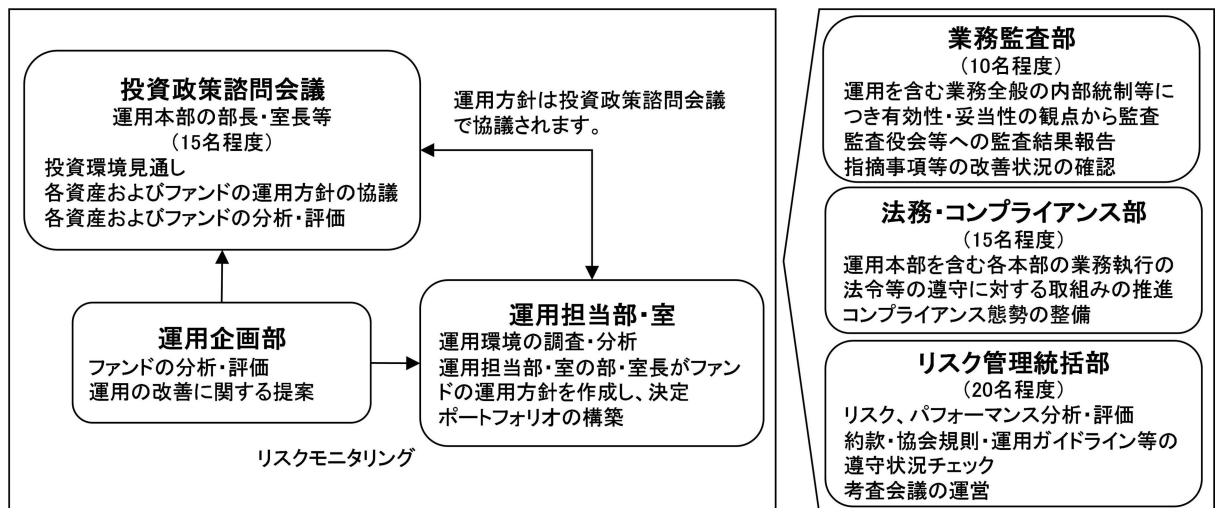 投資政策諮問会議
運用本部の部長・室長等
（15名程度）
投資環境見通し
各資産およびファンドの運用方針の協議
各資産およびファンドの分析・評価
運用方針は投資政策諮問会議
で協議されます。
運用企画部
ファンドの分析・評価
運用の改善に関する提案
運用担当部・室
運用環境の調査・分析
運用担当部・室の部・室長がファン
ドの運用方針を作成し、決定
ポートフォリオの構築
リスクモニタリング
業務監査部
（10名程度）
運用を含む業務全般の内部統制等に
つき有効性・妥当性の観点から監査
監査役会等への監査結果報告
指摘事項等の改善状況の確認
法務・コンプライアンス部
（15名程度）
運用本部を含む各本部の業務執行の
法令等の遵守に対する取組みの推進
コンプライアンス態勢の整備
リスク管理統括部
（20名程度）
リスク、パフォーマンス分析・評価
約款・協会規則・運用ガイドライン等の
遵守状況チェック
考査会議の運営